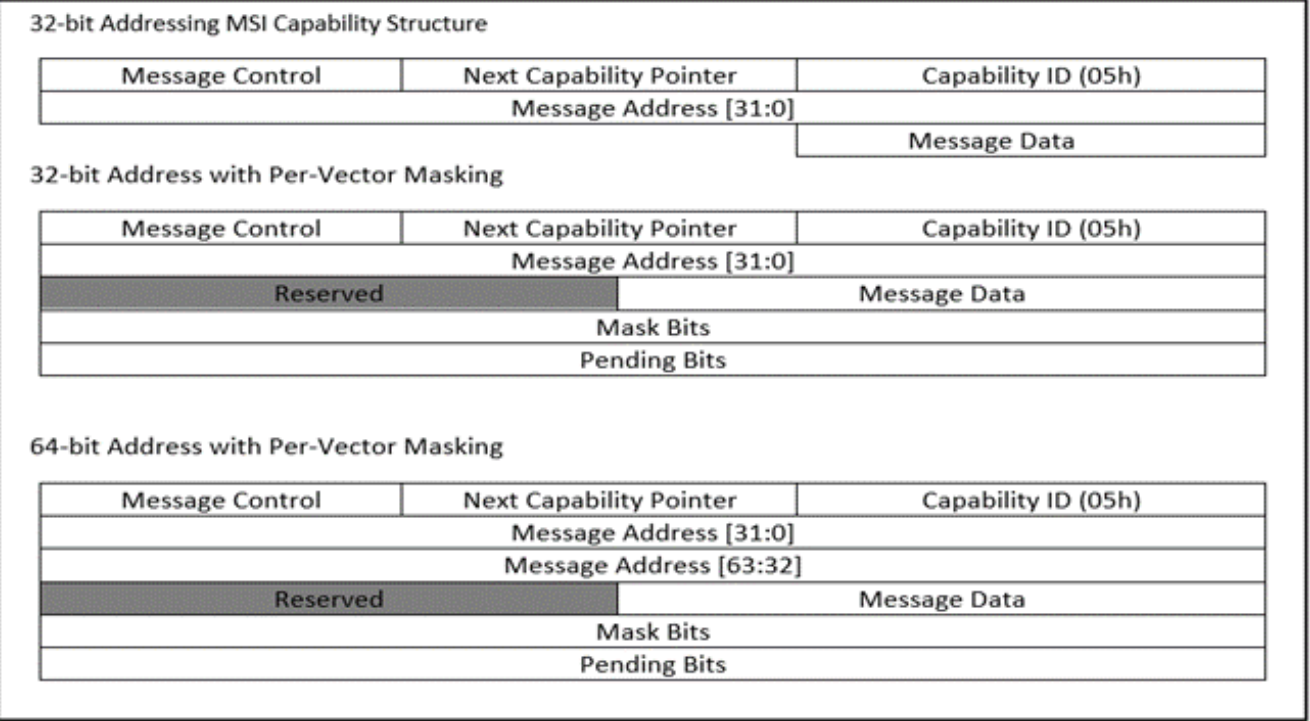 32-bit Addressing MSI Capability Structure
Message Control Next Capability Pointer Capability ID (05h)
Message Address [31:0]
Message Data
32-bit Address with Per-Vector Masking
Message Control Next Capability Pointer Capability ID (05h)
Message Address [31:0]
Reserved Message Data
Mask Bits
Pending Bits
64-bit Address with Per-Vector Masking
Message Control Next Capability Pointer Capability ID (05h)
Message Address [31:0]
Message Address [63:32]
Reserved Message Data
Mask Bits
Pending Bits